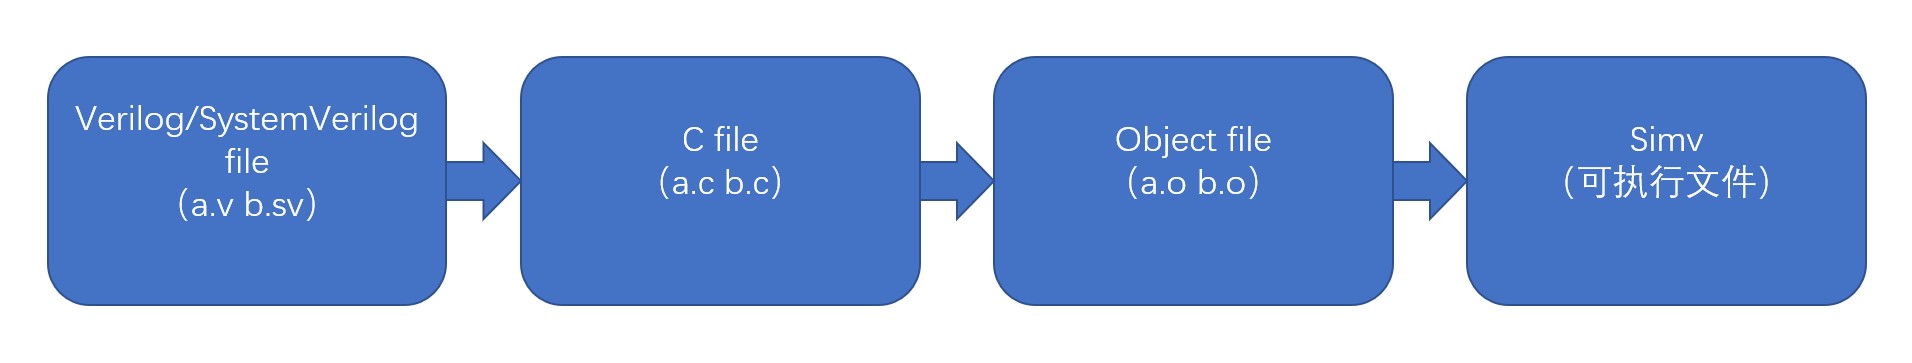 Verilog/SystemVerilog
file
(a.v b.sv)
C file
(a.c b.c)
Object file
(a.o b.o)
Simv
(可执行文件)